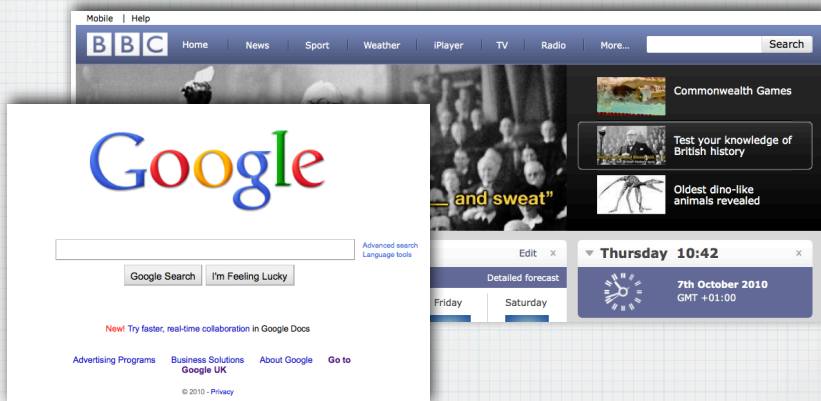 Mobile | Help
BBC Home News Sport Weather iPlayer TV Radio More... Search
Commonwealth Games
Test your knowledge of
British history
Oldest dino-like
animals revealed
and sweat”
Edit x
Detailed forecast
Friday Saturday
Thursday 10:42 x
7th October 2010
GMT +01:00
Google
Advanced search
Language tools
Google Search I'm Feeling Lucky
New! Try faster, real-time collaboration in Google Docs
Advertising Programs Business Solutions About Google Go to
Google UK
© 2010 - Privacy